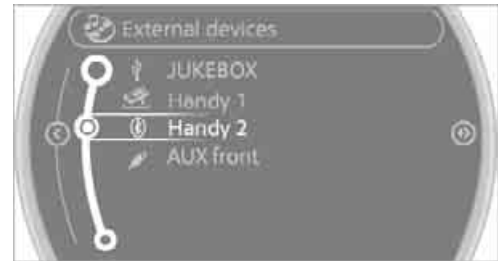 External devices
JUKEBOX
Handy 1
Handy 2
AUX front